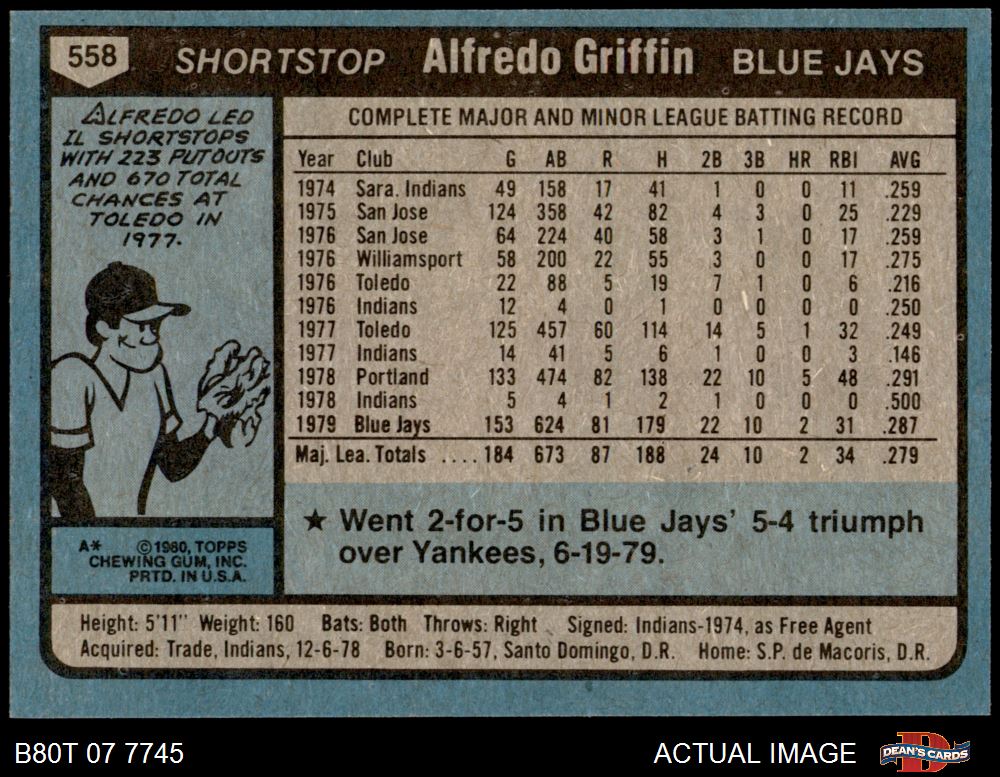 558 SHORTSTOP Alfredo Griffin BLUE JAYS
ALFREDO LED
IL SHORTSTOPS
WITH 223 PUTOUTS
AND 670 TOTAL
CHANCES AT
TOLEDO IN
1977.
A* ©1980, TOPPS
CHEWING GUM, INC.
PRTD. IN U.S.A.
COMPLETE MAJOR AND MINOR LEAGUE BATTING RECORD
Year Club G AB R H 2B 3B HR RBI AVG
1974 Sara. Indians 49 158 17 41 1 0 0 11 .259
1975 San Jose 124 358 42 82 4 3 0 25 .229
1976 San Jose 64 224 40 58 3 1 0 17 .259
1976 Williamsport 58 200 22 55 3 0 0 17 .275
1976 Toledo 22 88 5 19 7 1 0 6 .216
1976 Indians 12 4 0 1 0 0 0 0 .250
1977 Toledo 125 457 60 114 14 5 1 32 .249
1977 Indians 14 41 5 6 1 0 0 3 .146
1978 Portland 133 474 82 138 22 10 5 48 .291
1978 Indians 5 4 1 2 1 0 0 0 .500
1979 Blue Jays 153 624 81 179 22 10 2 31 .287
Maj. Lea. Totals .... 184 673 87 188 24 10 2 34 .279
★ Went 2-for-5 in Blue Jays' 5-4 triumph
over Yankees, 6-19-79.
Height: 5'11" Weight: 160 Bats: Both Throws: Right Signed: Indians-1974, as Free Agent
Acquired: Trade, Indians, 12-6-78 Born: 3-6-57, Santo Domingo, D.R. Home: S.P. de Macoris, D.R.
B80T 07 7745 ACTUAL IMAGE DEAN'S CARDS